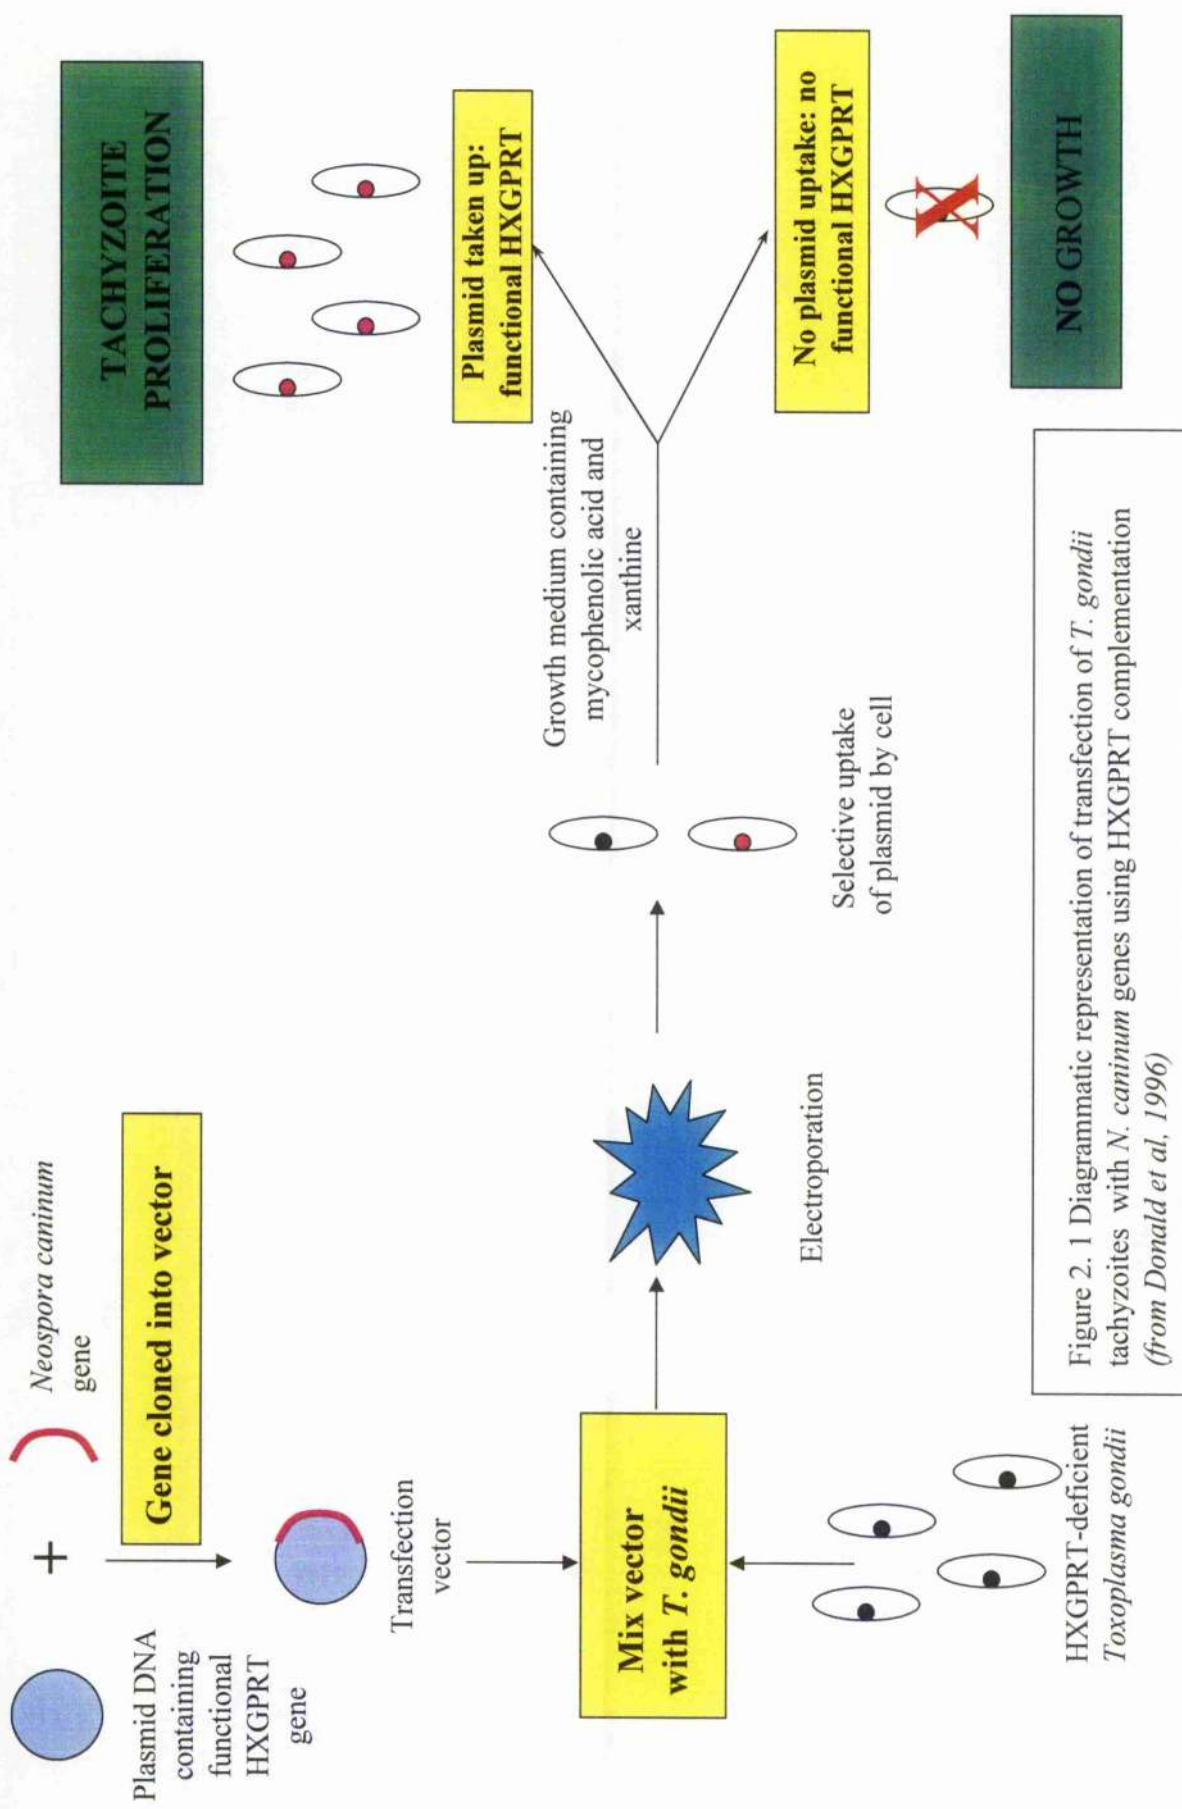 Plasmid DNA
containing
functional
HXGPRT
gene
+
Neospora caninum
gene
Gene cloned into vector
Transfection
vector
Mix vector
with T. gondii
HXGPRT-deficient
Toxoplasma gondii
Electroporation
Selective uptake
of plasmid by cell
Growth medium containing
mycophenolic acid and
xanthine
Plasmid taken up:
functional HXGPRT
TACHYZOITE
PROLIFERATION
No plasmid uptake: no
functional HXGPRT
X
NO GROWTH
Figure 2. 1 Diagrammatic representation of transfection of T. gondii
tachyzoites with N. caninum genes using HXGPRT complementation
(from Donald et al, 1996)